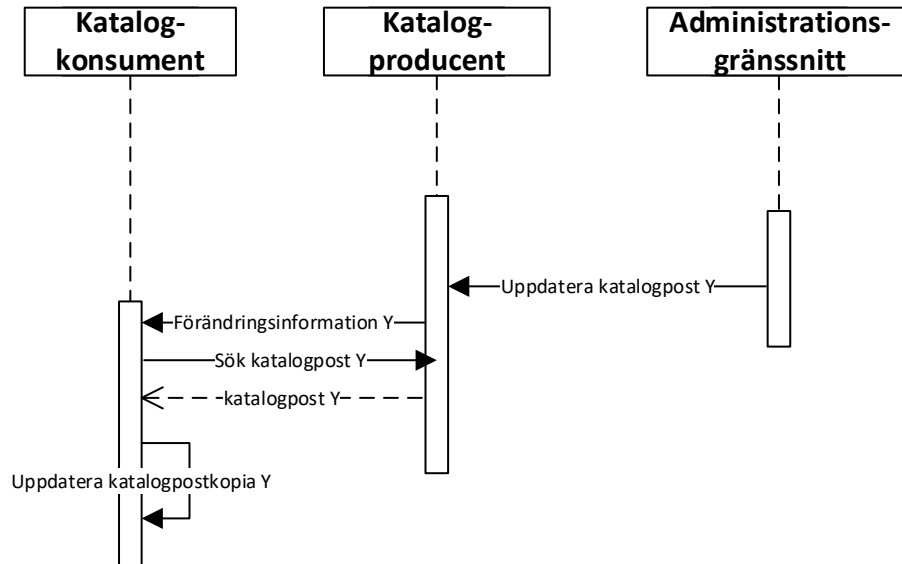 Katalog-
konsument
Katalog-
producent
Administrations-
gränssnitt
Uppdatera katalogpost Y
Förändringsinformation Y
Sök katalogpost Y
katalogpost Y
Uppdatera katalogpostkopia Y